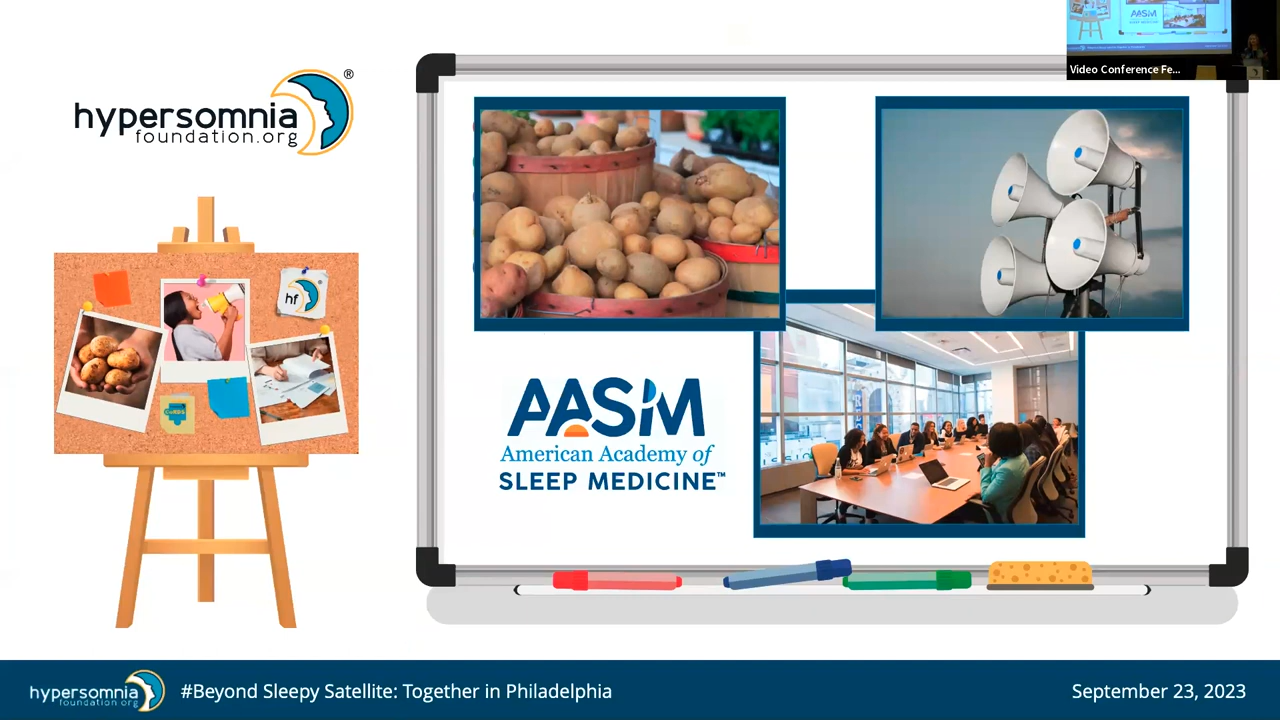 hypersomnia®
foundation.org
hf
AASM
American Academy of
SLEEP MEDICINE™
Video Conference Fe...
hypersomnia
foundation.org
#Beyond Sleepy Satellite: Together in Philadelphia
September 23, 2023